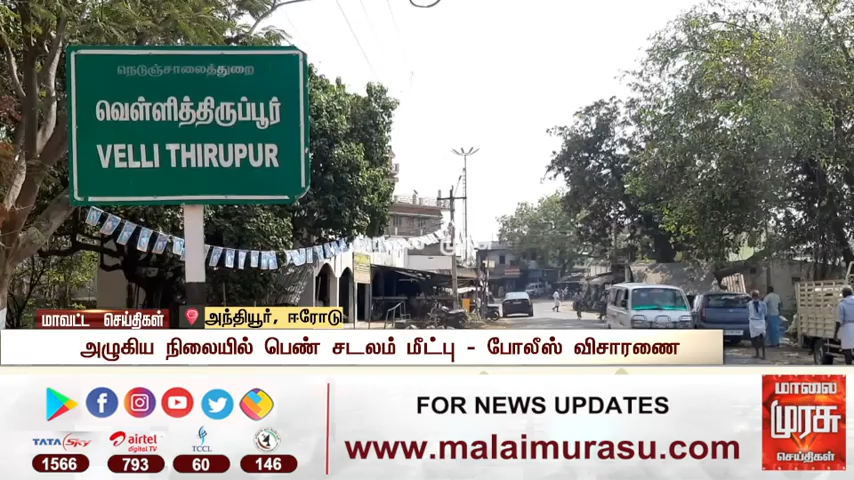 நெடுஞ்சாலைத்துறை
வெள்ளித்திருப்பூர்
VELLI THIRUPUR
மாவட்ட செய்திகள்
அந்தியூர், ஈரோடு
அழுகிய நிலையில் பெண் சடலம் மீட்பு - போலீஸ் விசாரணை
FOR NEWS UPDATES
www.malaimurasu.com
மாலை
முரசு
செய்திகள்
TATA SKY
airtel
digital TV
TCCL
1566
793
60
146